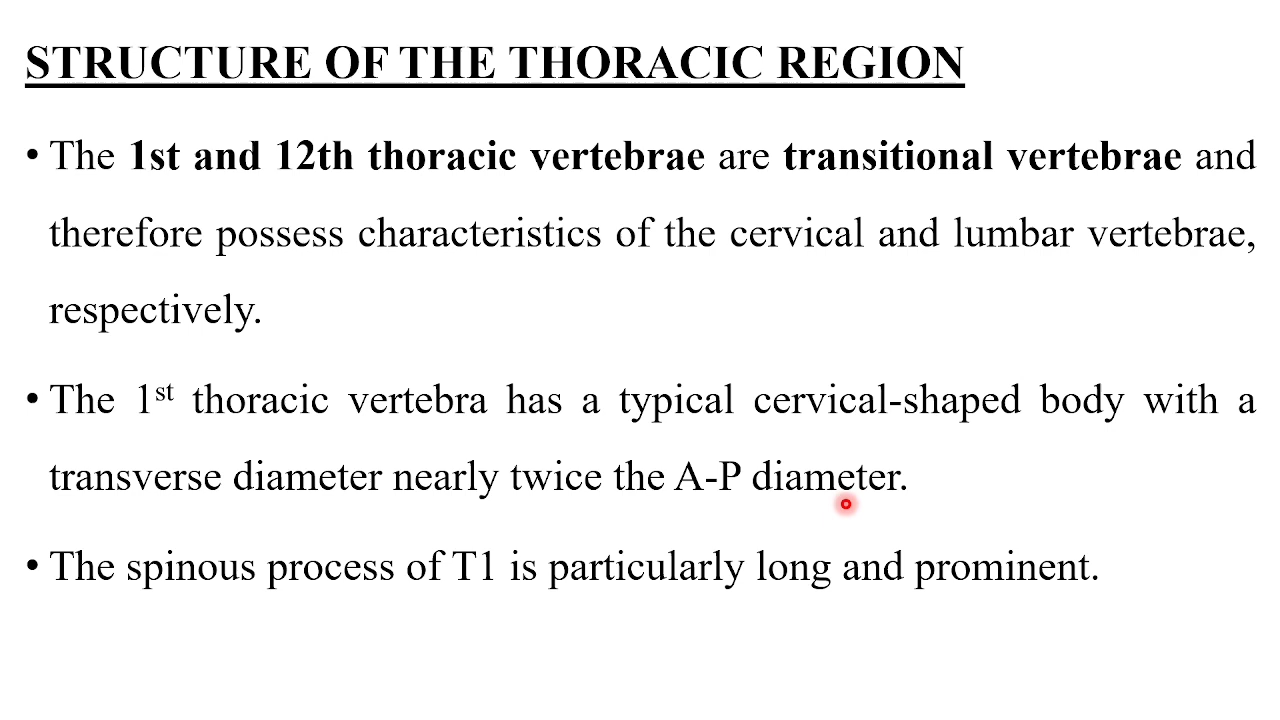 STRUCTURE OF THE THORACIC REGION
• The 1st and 12th thoracic vertebrae are transitional vertebrae and
therefore possess characteristics of the cervical and lumbar vertebrae,
respectively.
• The 1st thoracic vertebra has a typical cervical-shaped body with a
transverse diameter nearly twice the A-P diameter.
• The spinous process of T1 is particularly long and prominent.